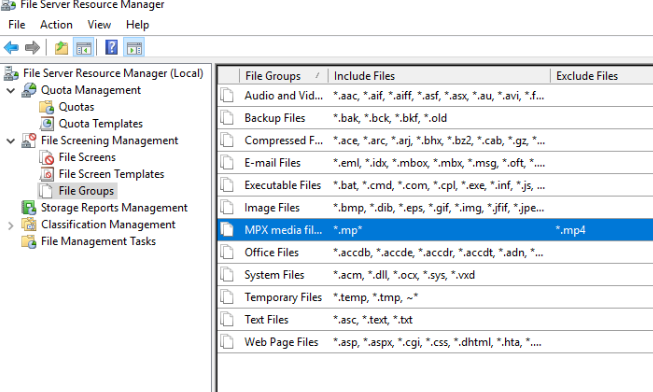 File Server Resource Manager
File Action View Help
File Server Resource Manager (Local)
Quota Management
Quotas
Quota Templates
File Screening Management
File Screens
File Screen Templates
File Groups
Storage Reports Management
Classification Management
File Management Tasks
File Groups Include Files Exclude Files
Audio and Vid... *.aac, *.aif, *.aiff, *.asf, *.asx, *.au, *.avi, *.f...
Backup Files *.bak, *.bck, *.bkf, *.old
Compressed F... *.ace, *.arc, *.arj, *.bhx, *.bz2, *.cab, *.gz, *...
E-mail Files *.eml, *.idx, *.mbox, *.mbx, *.msg, *.oft, *....
Executable Files *.bat, *.cmd, *.com, *.cpl, *.exe, *.inf, *.js, ...
Image Files *.bmp, *.dib, *.eps, *.gif, *.img, *.jfif, *.jpe...
MPX media fil... *.mp* *.mp4
Office Files *.accdb, *.accde, *.accdr, *.accdt, *.adn, *...
System Files *.acm, *.dll, *.ocx, *.sys, *.vxd
Temporary Files *.temp, *.tmp, ~*
Text Files *.asc, *.text, *.txt
Web Page Files *.asp, *.aspx, *.cgi, *.css, *.dhtml, *.hta, *....